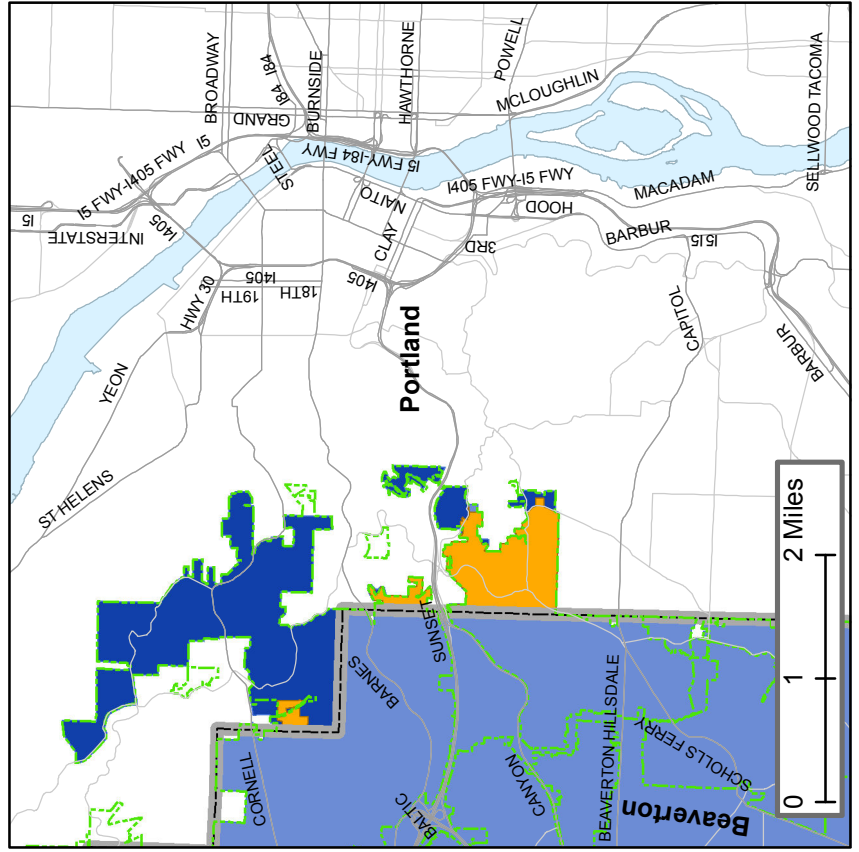 BROADWAY
I84
I84
BURNSIDE
GRAND
HAWTHORNE
POWELL
MCLOUGHLIN
SELLWOOD TACOMA
I5
I5 FWY-I405 FWY
I5
INTERSTATE
I405
STEEL
I5 FWY-I84 FWY
NAITO
I405 FWY-I5 FWY
MACADAM
HOOD
BARBUR
I5
I5
3RD
CLAY
I405
HWY 30
19TH
I405
18TH
YEON
ST HELENS
Portland
CAPITOL
BARBUR
BARNES
SUNSET
CORNELL
BALTIC
CANYON
BEAVERTON HILLSDALE
SCHOLLS FERRY
Beaverton
0 1 2 Miles